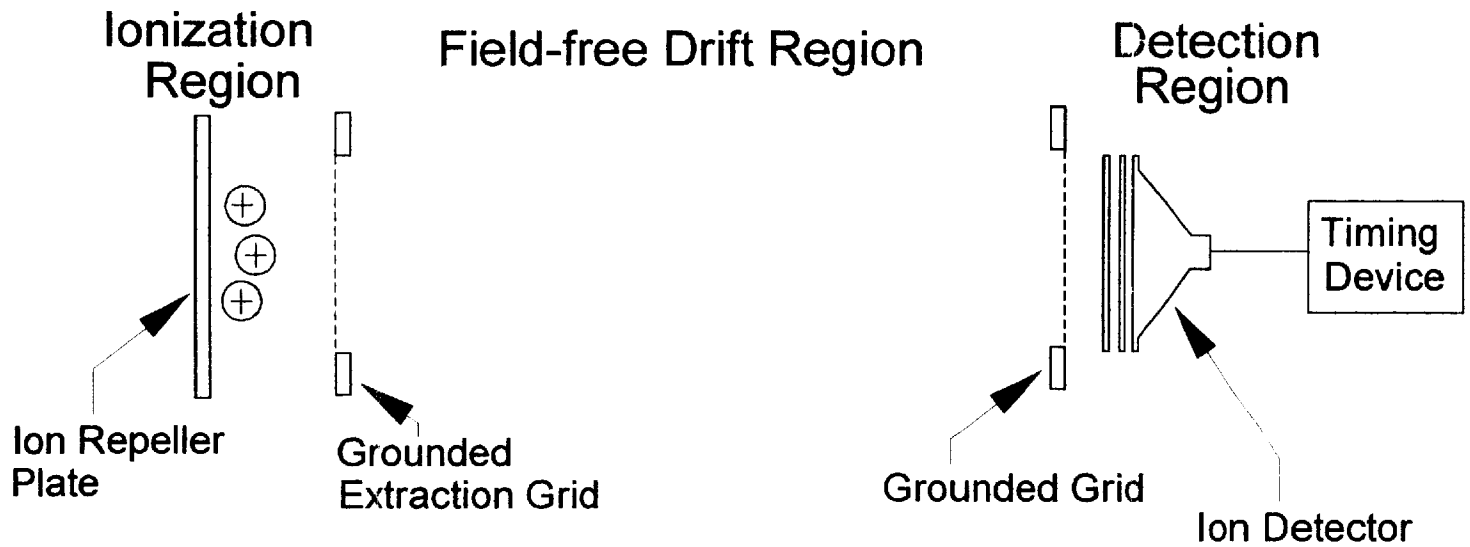 Ionization
Region
Field-free Drift Region
Detection
Region
Timing
Device
Ion Repeller
Plate
Grounded
Extraction Grid
Grounded Grid
Ion Detector